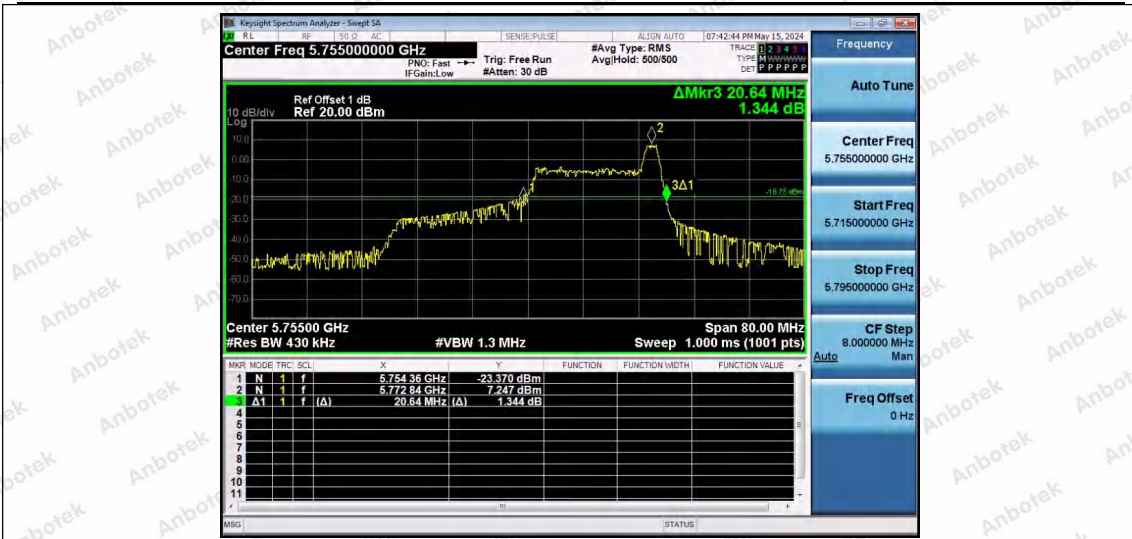 Keysight Spectrum Analyzer - Swept SA
RL RF 50 Ω AC SENSE:PULSE ALIGN AUTO 07:42:44 PM May 15, 2024
Center Freq 5.755000000 GHz
PNO: Fast
IFGain:Low
Trig: Free Run
#Atten: 30 dB
#Avg Type: RMS
Avg|Hold: 500/500
TRACE 1 2 3 4 5 6
TYPE M WWWWW
DET P P P P P P
ΔMkr3 20.64 MHz
1.344 dB
Ref Offset 1 dB
10 dB/div Ref 20.00 dBm
Log
10.0
0.00
-10.0
-20.0
-30.0
-40.0
-50.0
-60.0
-70.0
2
3Δ1
-18.75 dBm
Center 5.75500 GHz Span 80.00 MHz
#Res BW 430 kHz #VBW 1.3 MHz Sweep 1.000 ms (1001 pts)
MKR MODE TRC SCL X Y FUNCTION FUNCTION WIDTH FUNCTION VALUE
1 N 1 f 5.754 36 GHz -23.370 dBm
2 N 1 f 5.772 84 GHz 7.247 dBm
3 Δ1 1 f (Δ) 20.64 MHz (Δ) 1.344 dB
4
5
6
7
8
9
10
11
MSG STATUS
Frequency
Auto Tune
Center Freq
5.755000000 GHz
Start Freq
5.715000000 GHz
Stop Freq
5.795000000 GHz
CF Step
8.000000 MHz
Auto Man
Freq Offset
0 Hz
Anbotek